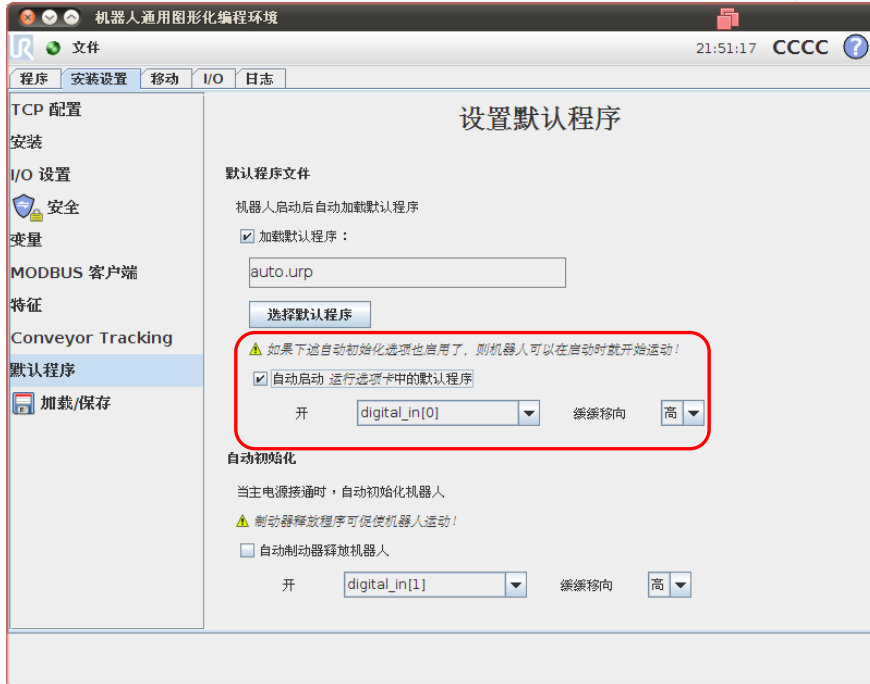 机器人通用图形化编程环境
文件
21:51:17 CCCC ?
程序 安装设置 移动 I/O 日志
TCP 配置
安装
I/O 设置
安全
变量
MODBUS 客户端
特征
Conveyor Tracking
默认程序
加载/保存
设置默认程序
默认程序文件
机器人启动后自动加载默认程序
加载默认程序：
auto.urp
选择默认程序
如果下述自动初始化选项也启用了，则机器人可以在启动时就开始运动！
自动启动 运行选项卡中的默认程序
开 digital_in[0] 缓缓移向 高
自动初始化
当主电源接通时，自动初始化机器人
制动器释放程序可促使机器人运动！
自动制动器释放机器人
开 digital_in[1] 缓缓移向 高